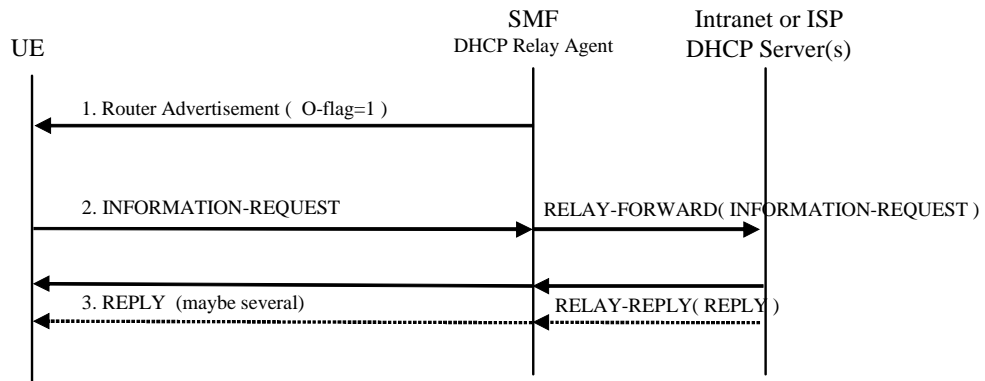 UE
SMF
DHCP Relay Agent
Intranet or ISP
DHCP Server(s)
1. Router Advertisement ( O-flag=1 )
2. INFORMATION-REQUEST
RELAY-FORWARD( INFORMATION-REQUEST )
3. REPLY (maybe several)
RELAY-REPLY( REPLY )